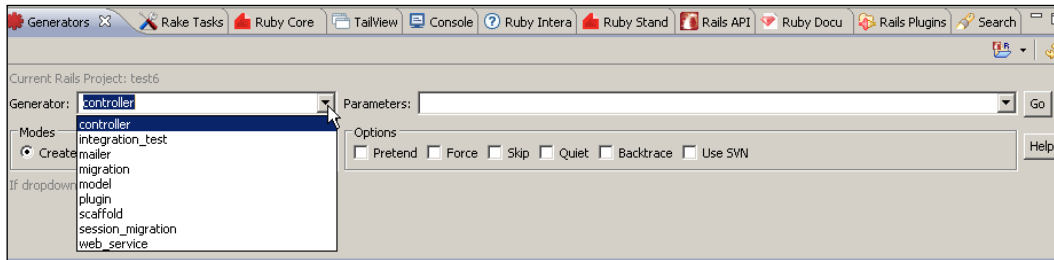 Generators Rake Tasks Ruby Core TailView Console Ruby Intera Ruby Stand Rails API Ruby Docu Rails Plugins Search
Current Rails Project: test6
Generator: controller Parameters: Go
controller
integration_test
mailer
migration
model
plugin
scaffold
session_migration
web_service
Modes
Create
Options
Pretend Force Skip Quiet Backtrace Use SVN
Help
If dropdown